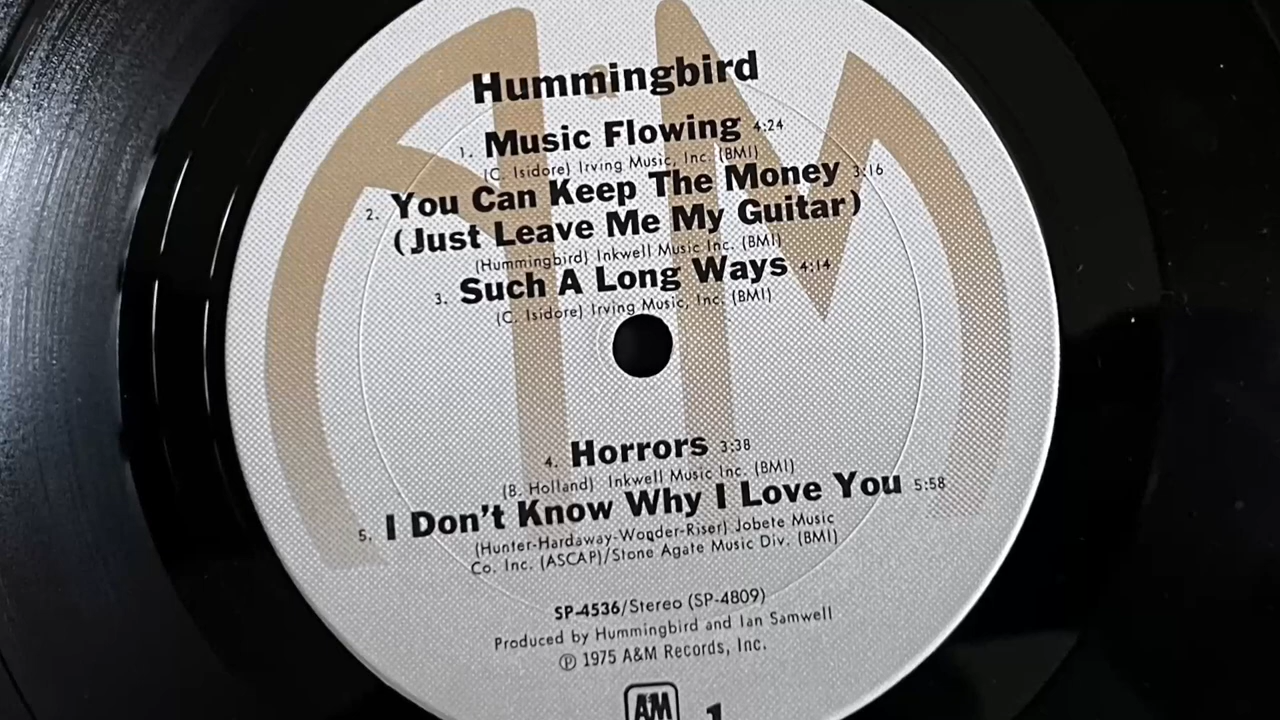 Hummingbird
1. Music Flowing 4:24
(C. Isidore) Irving Music, Inc. (BMI)
2. You Can Keep The Money 3:16
(Just Leave Me My Guitar)
(Hummingbird) Inkwell Music Inc. (BMI)
3. Such A Long Ways 4:14
(C. Isidore) Irving Music, Inc. (BMI)
4. Horrors 3:38
(B. Holland) Inkwell Music Inc. (BMI)
5. I Don't Know Why I Love You 5:58
(Hunter-Hardaway-Wonder-Riser) Jobete Music
Co. Inc. (ASCAP)/Stone Agate Music Div. (BMI)
SP-4536/Stereo (SP-4809)
Produced by Hummingbird and Ian Samwell
℗ 1975 A&M Records, Inc.
AM 1